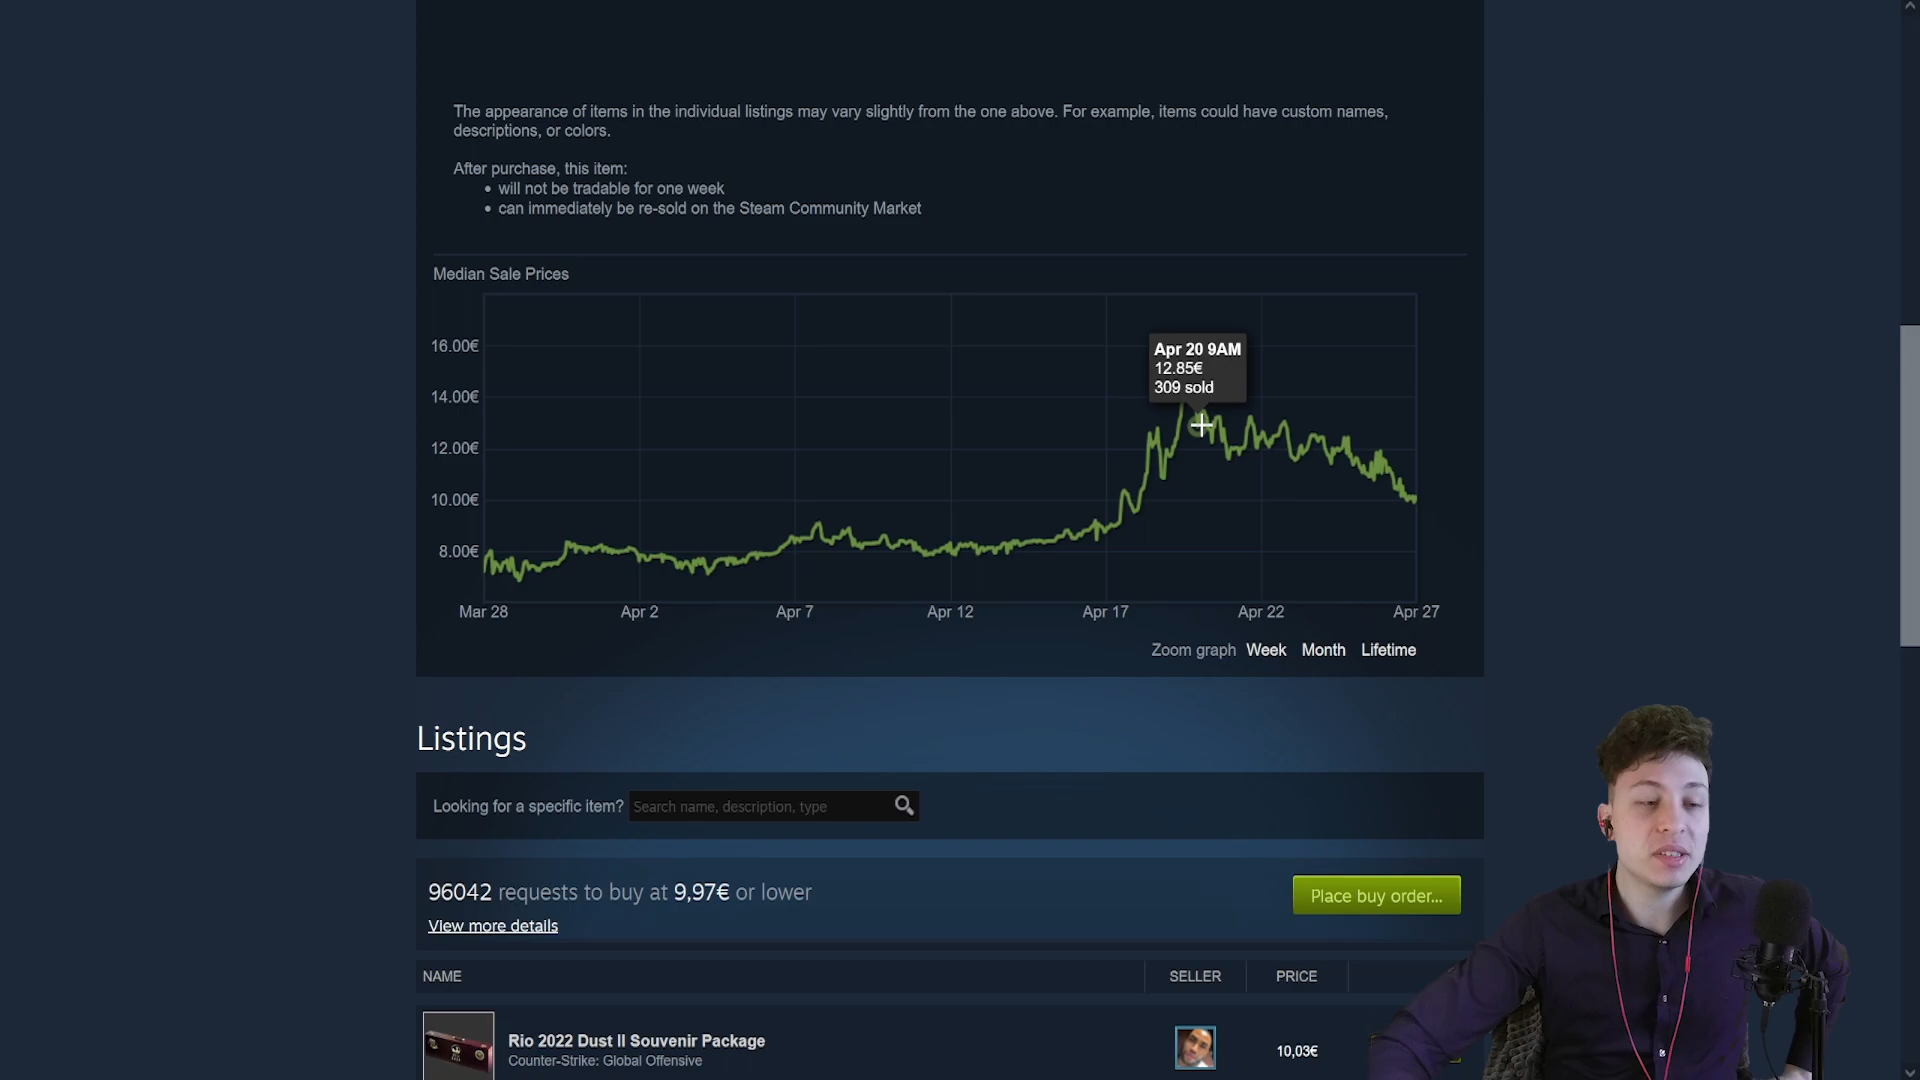 The appearance of items in the individual listings may vary slightly from the one above. For example, items could have custom names,
descriptions, or colors.
After purchase, this item:
• will not be tradable for one week
• can immediately be re-sold on the Steam Community Market
Median Sale Prices
16.00€
14.00€
12.00€
10.00€
8.00€
Apr 20 9AM
12.85€
309 sold
Mar 28 Apr 2 Apr 7 Apr 12 Apr 17 Apr 22 Apr 27
Zoom graph Week Month Lifetime
Listings
Looking for a specific item? Search name, description, type
96042 requests to buy at 9,97€ or lower
Place buy order...
View more details
NAME SELLER PRICE
Rio 2022 Dust II Souvenir Package
Counter-Strike: Global Offensive
10,03€